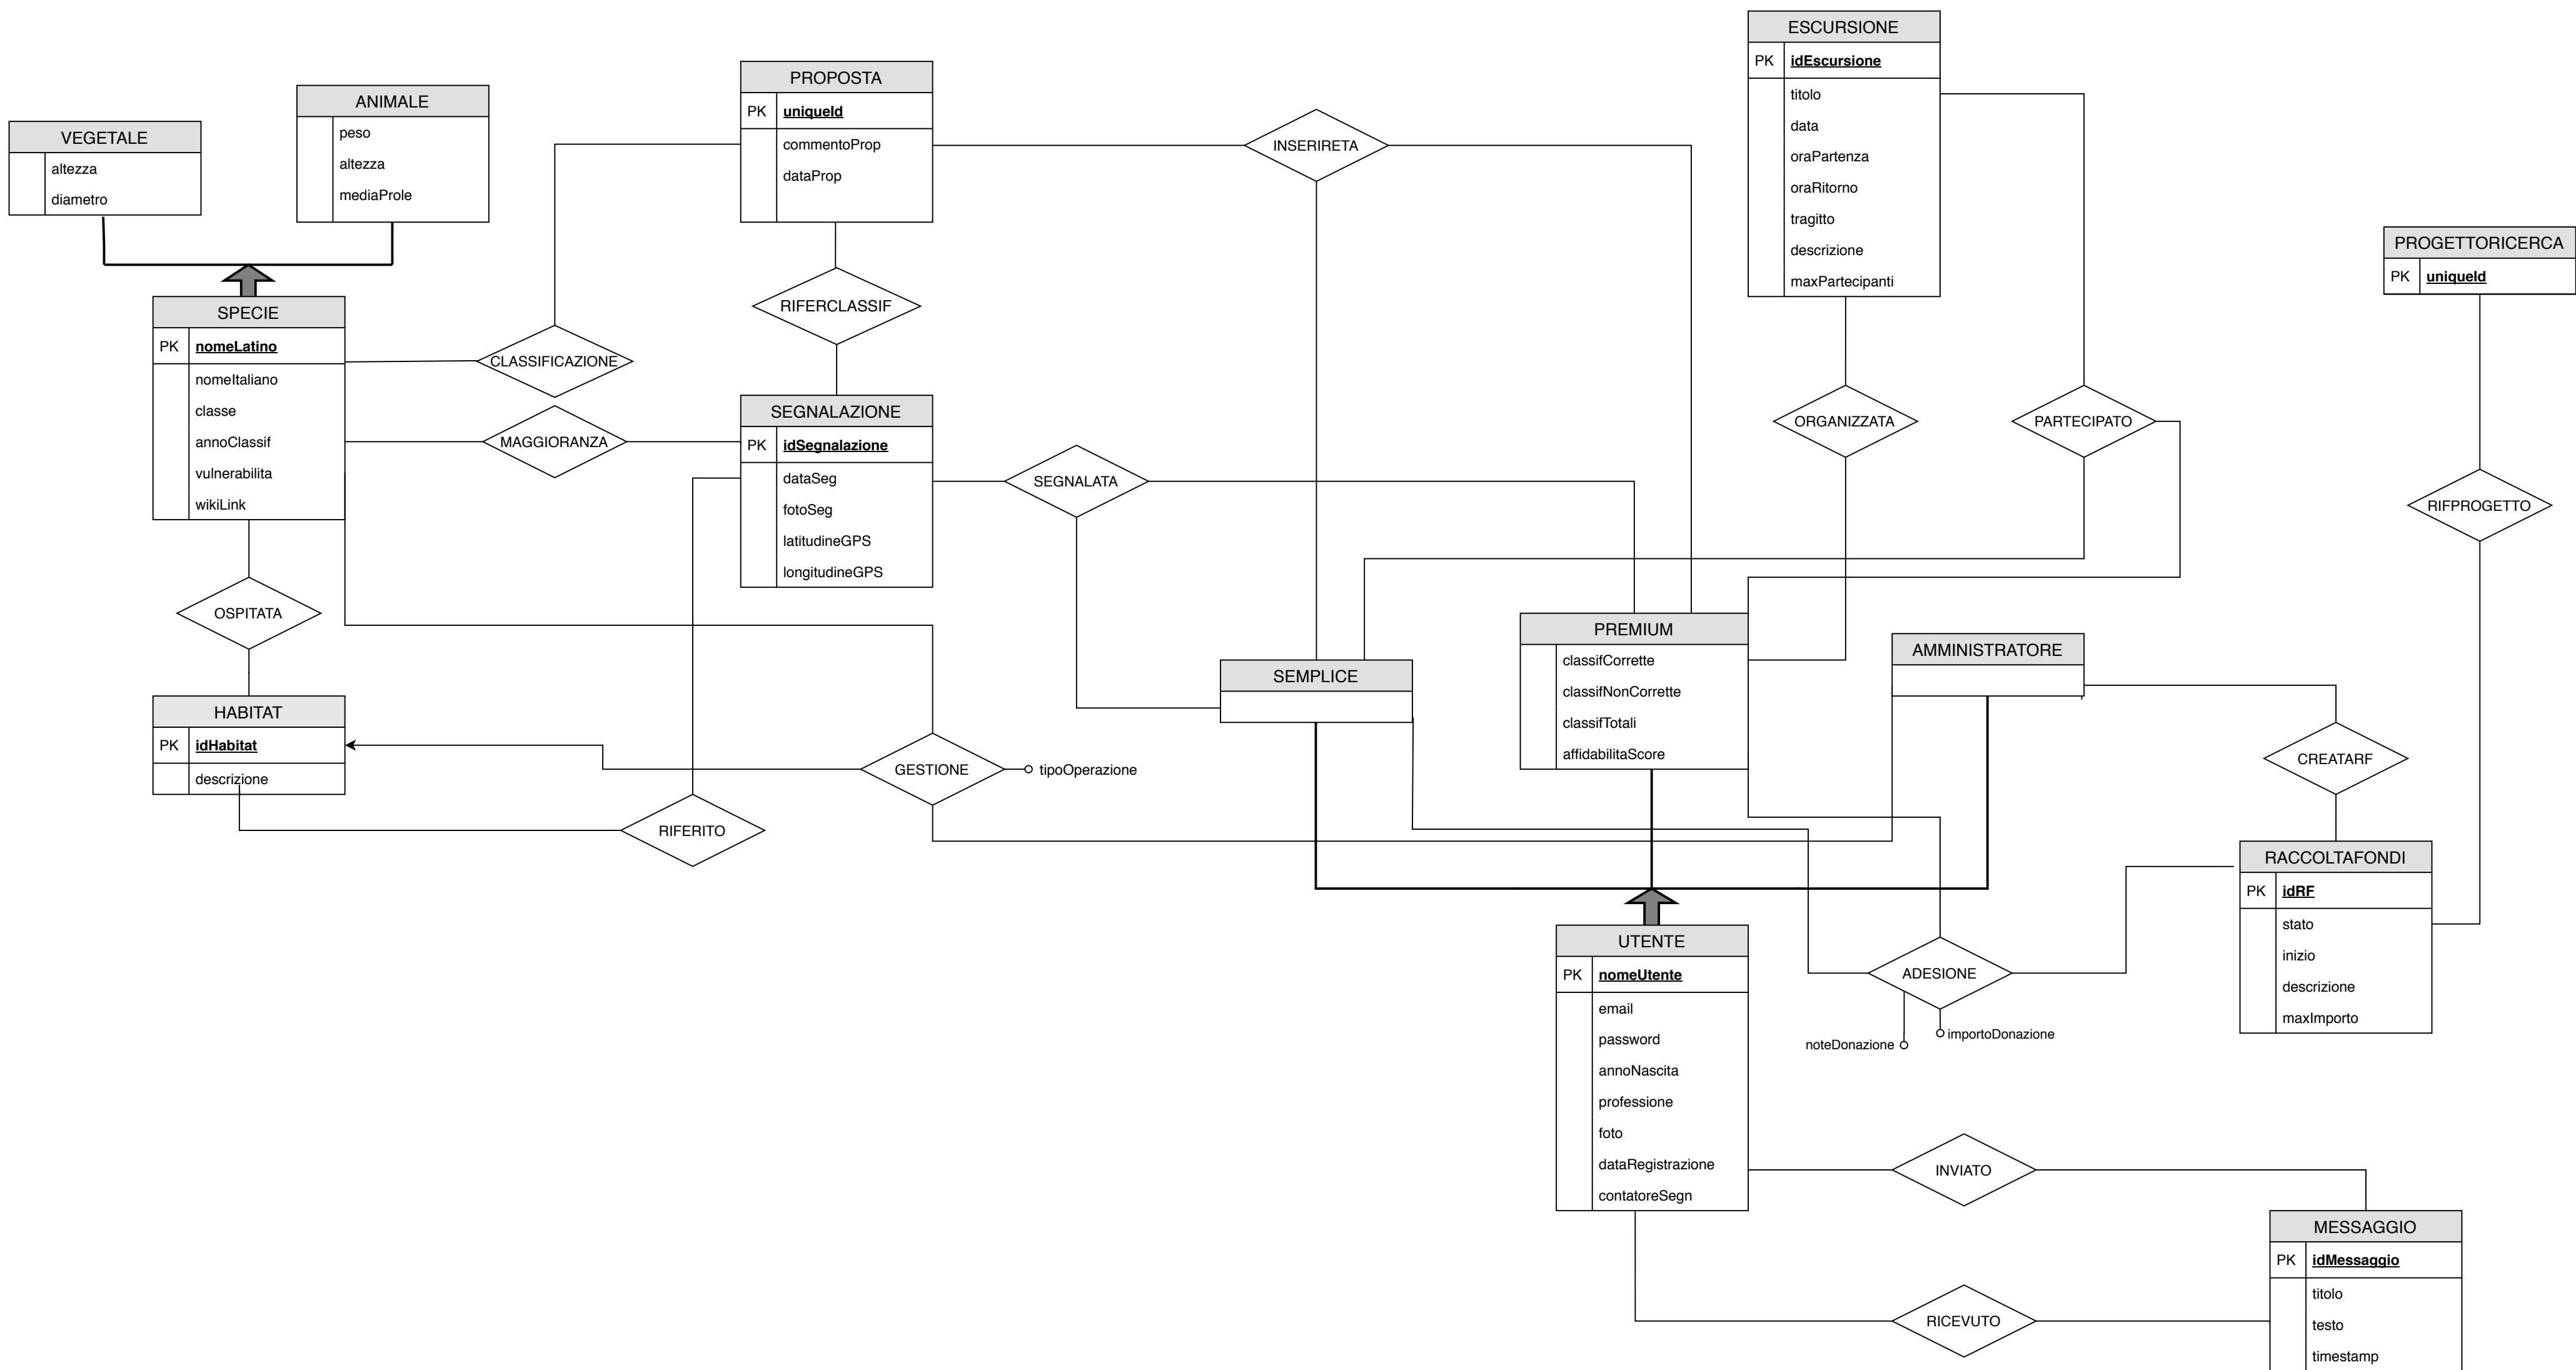 ESCURSIONE
PK idEscursione
titolo
data
oraPartenza
oraRitorno
tragitto
descrizione
maxPartecipanti
PROPOSTA
PK uniqueId
commentoProp
dataProp
ANIMALE
peso
altezza
mediaProle
VEGETALE
altezza
diametro
INSERIRETA
PROGETTORICERCA
PK uniqueId
RIFERCLASSIF
SPECIE
PK nomeLatino
nomeItaliano
classe
annoClassif
vulnerabilita
wikiLink
CLASSIFICAZIONE
MAGGIORANZA
SEGNALAZIONE
PK idSegnalazione
dataSeg
fotoSeg
latitudineGPS
longitudineGPS
SEGNALATA
ORGANIZZATA
PARTECIPATO
RIFPROGETTO
OSPITATA
PREMIUM
classifCorrette
classifNonCorrette
classifTotali
affidabilitaScore
SEMPLICE
AMMINISTRATORE
HABITAT
PK idHabitat
descrizione
GESTIONE
tipoOperazione
CREATARF
RIFERITO
RACCOLTAFONDI
PK idRF
stato
inizio
descrizione
maxImporto
UTENTE
PK nomeUtente
email
password
annoNascita
professione
foto
dataRegistrazione
contatoreSegn
ADESIONE
importoDonazione
noteDonazione
INVIATO
MESSAGGIO
PK idMessaggio
titolo
testo
timestamp
RICEVUTO